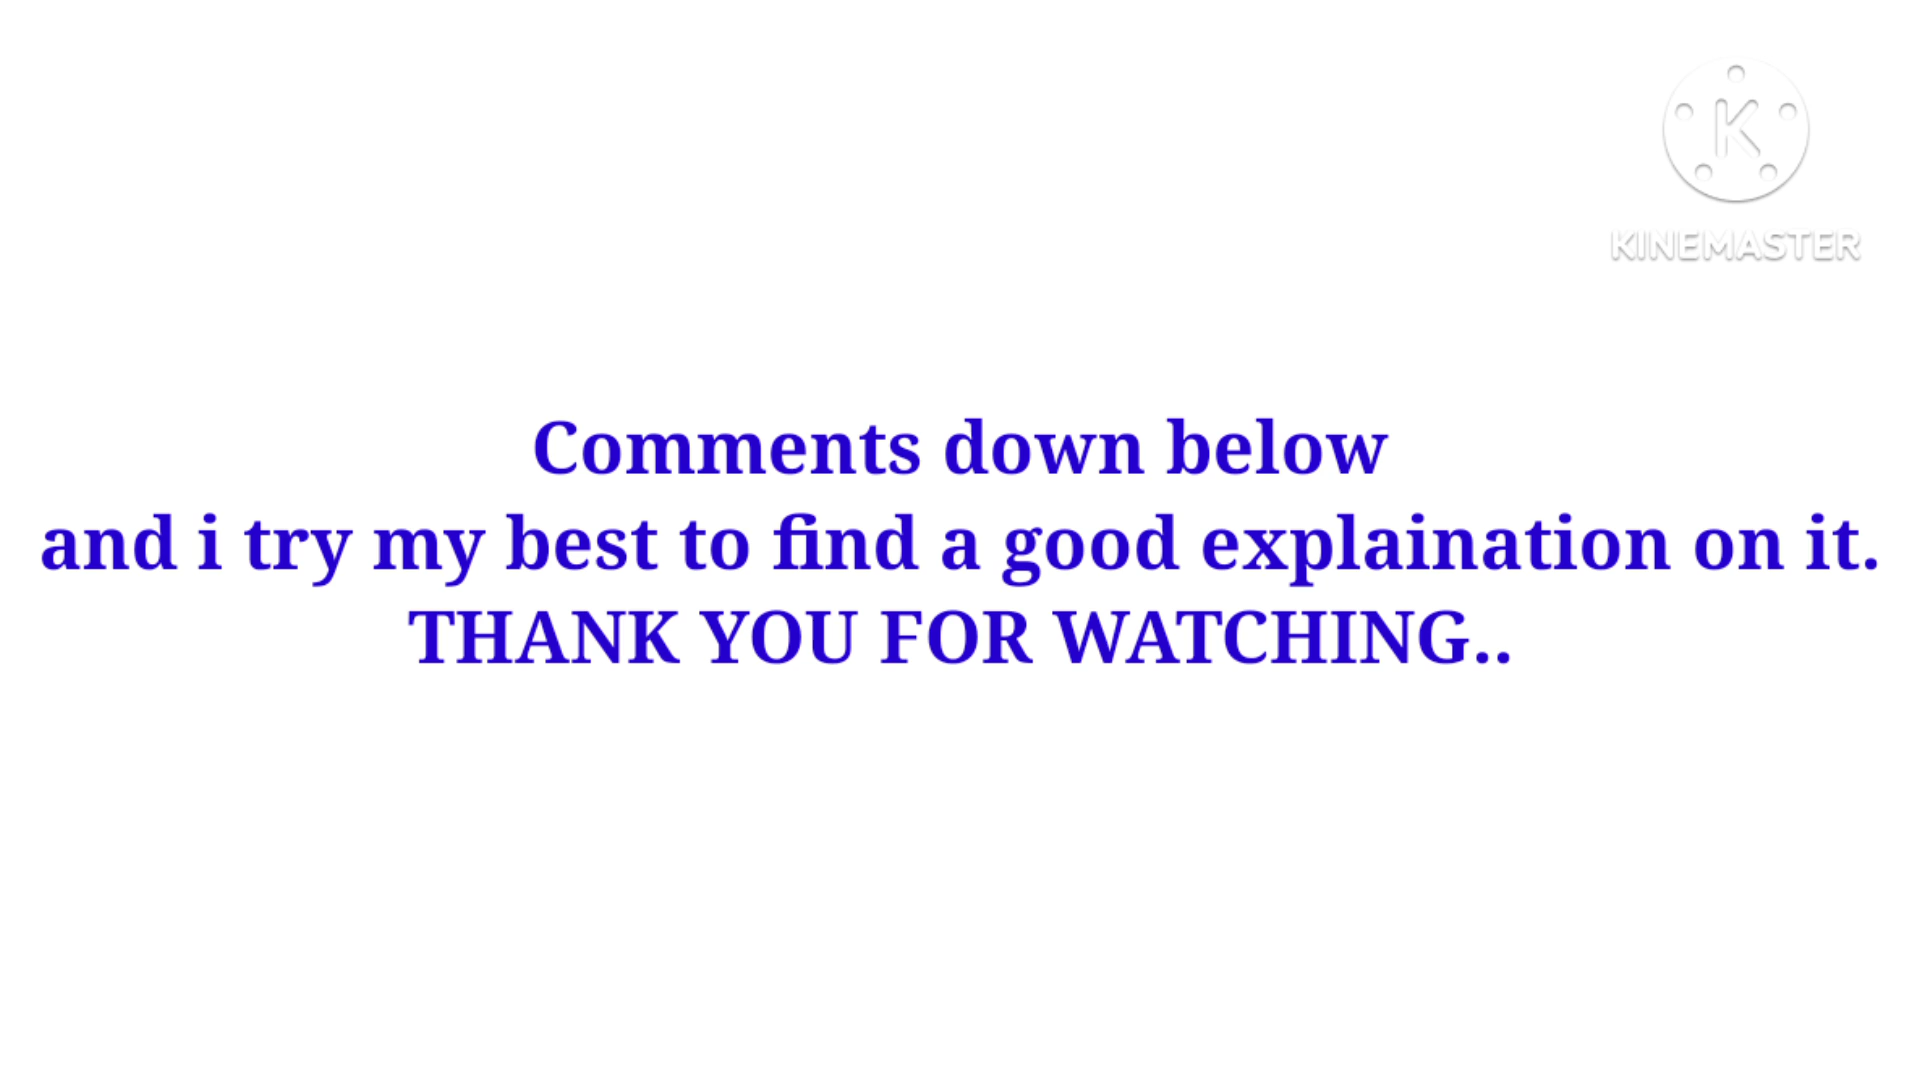 K
KINEMASTER
Comments down below
and i try my best to find a good explaination on it.
THANK YOU FOR WATCHING..